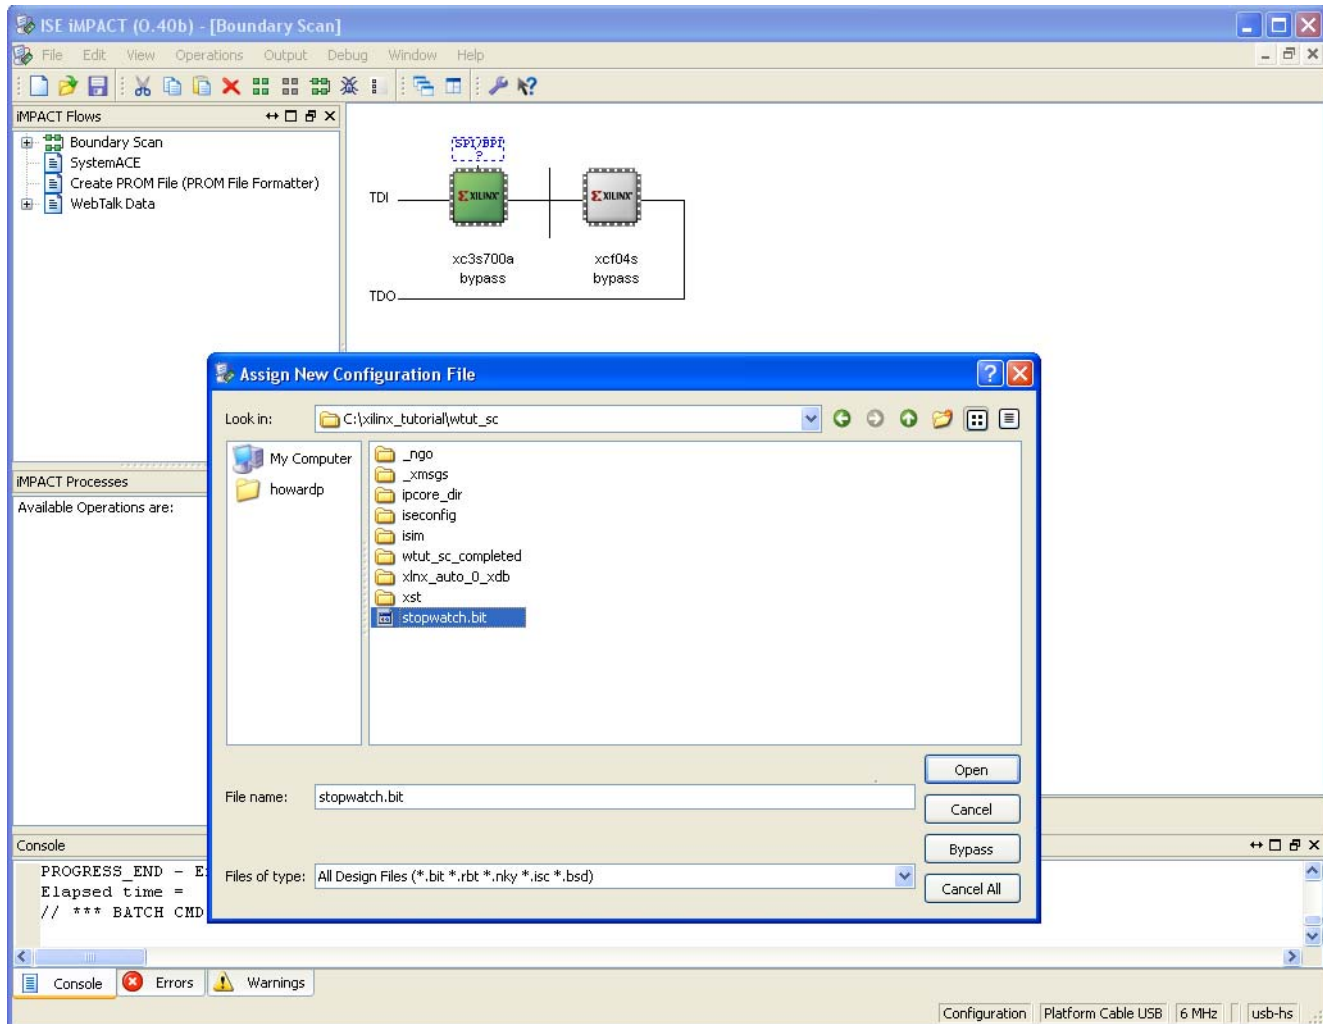 ISE iMPACT (O.40b) - [Boundary Scan]
File Edit View Operations Output Debug Window Help
iMPACT Flows
Boundary Scan
SystemACE
Create PROM File (PROM File Formatter)
WebTalk Data
SPI/BPI
?
TDI
XILINX
XILINX
xc3s700a
bypass
xcf04s
bypass
TDO
Assign New Configuration File
Look in:
C:\xilinx_tutorial\wtut_sc
My Computer
howardp
_ngo
_xmsgs
ipcore_dir
iseconfig
isim
wtut_sc_completed
xlnx_auto_0_xdb
xst
stopwatch.bit
File name:
stopwatch.bit
Files of type:
All Design Files (*.bit *.rbt *.nky *.isc *.bsd)
Open
Cancel
Bypass
Cancel All
iMPACT Processes
Available Operations are:
Console
PROGRESS_END - E
Elapsed time =
// *** BATCH CMD
Console Errors Warnings
Configuration Platform Cable USB 6 MHz usb-hs